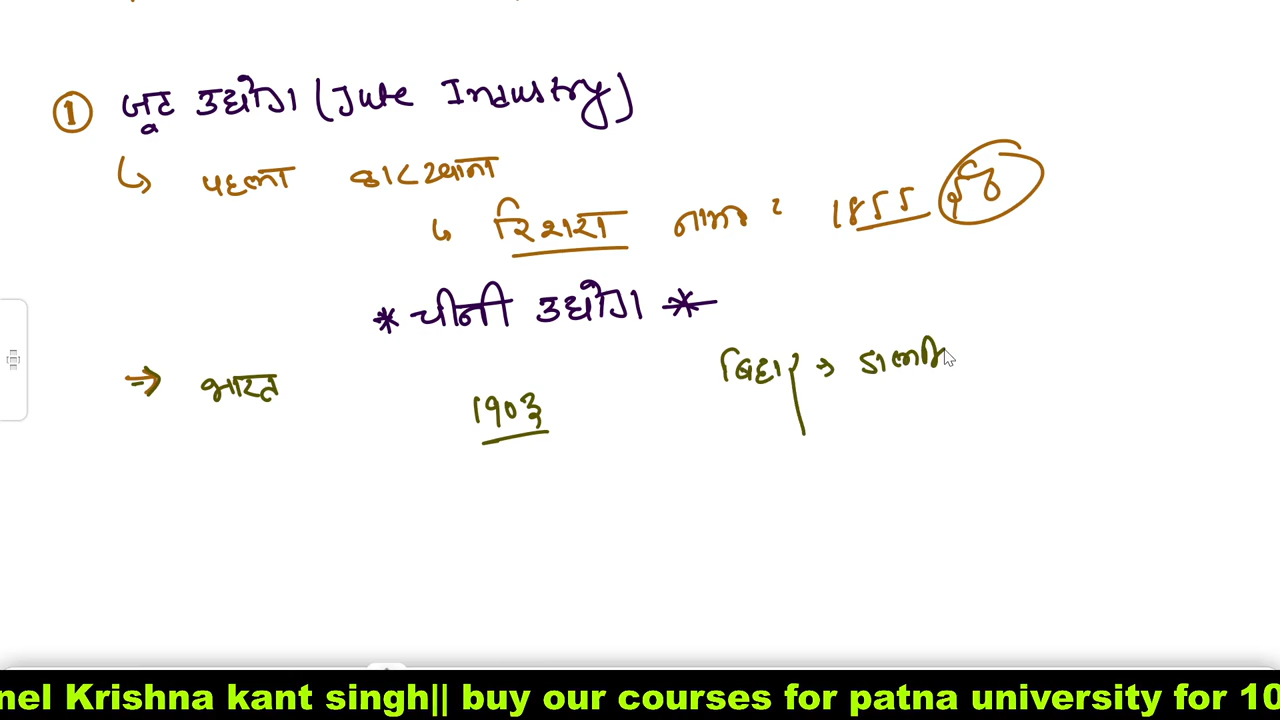 ① जूट उद्योग (Jute Industry)
↳ पहला कारखाना
↳ रिशरा नामक 1855 ई०
* चीनी उद्योग *
→ भारत 1903 बिहार → डालमि
nel Krishna kant singh|| buy our courses for patna university for 10